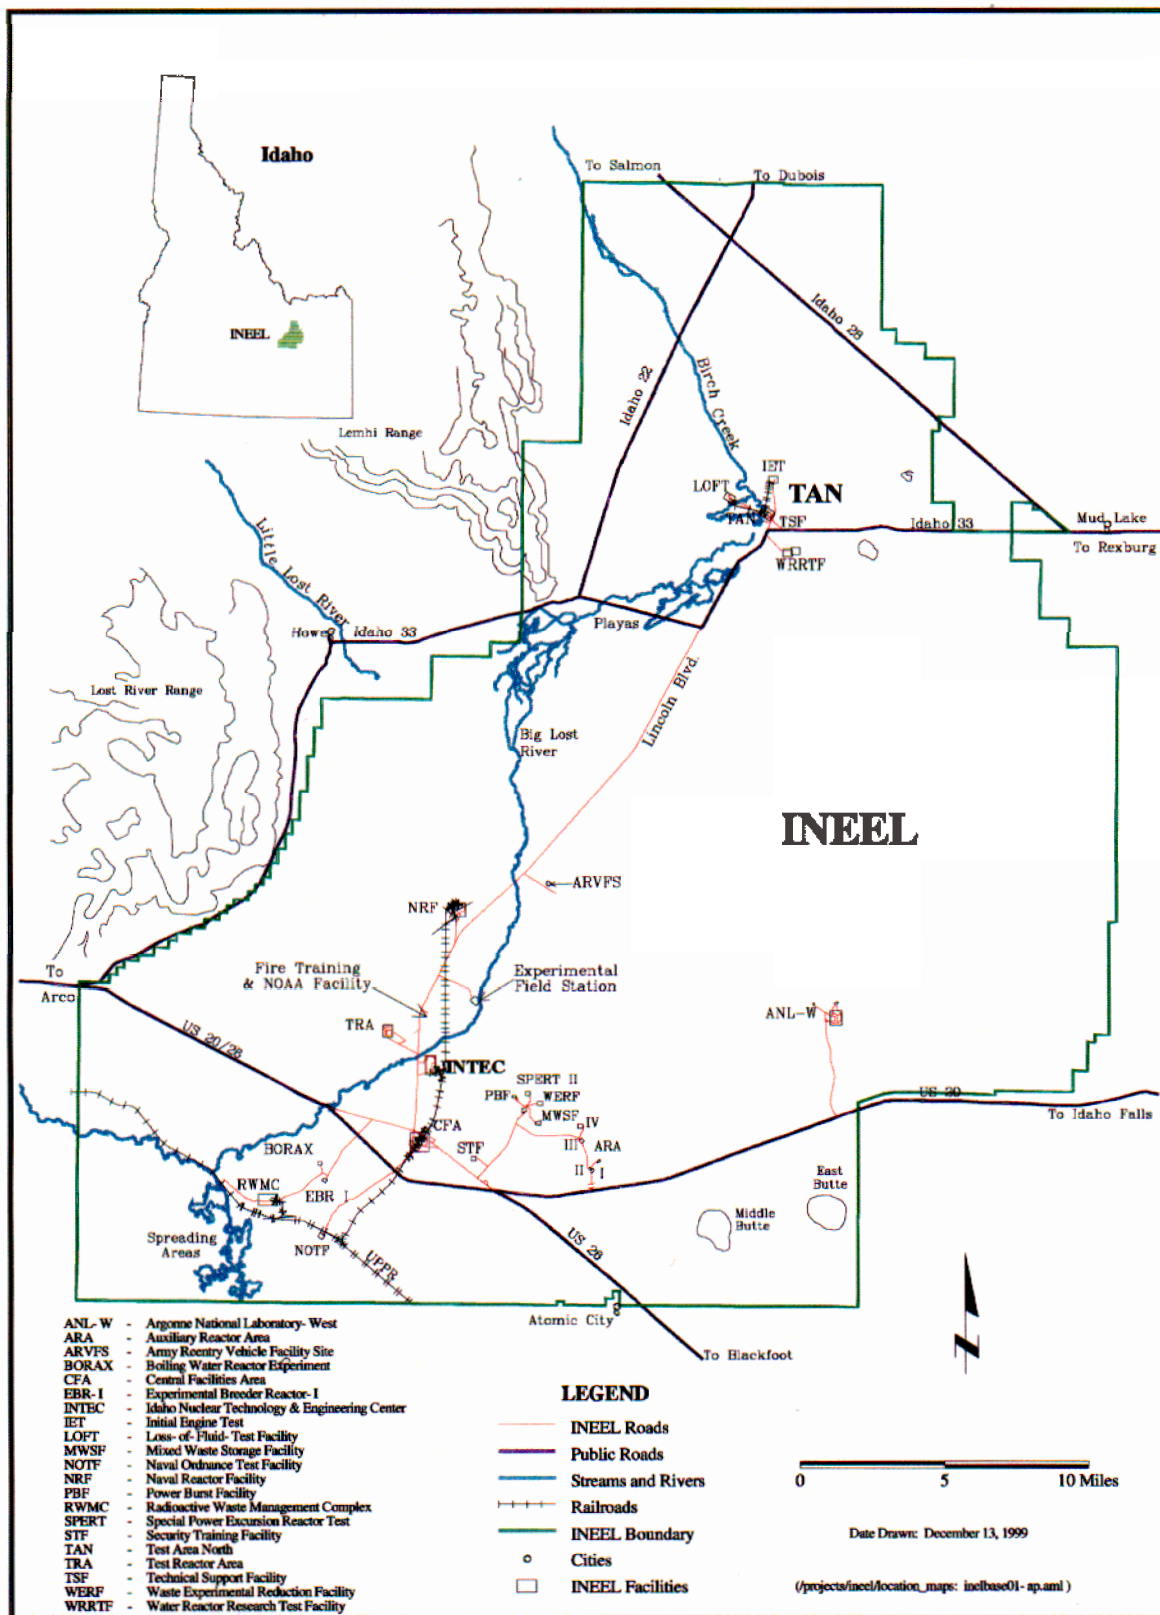 Idaho
INEEL
To Salmon
To Dubois
Idaho 28
Idaho 22
Birch Creek
Lemhi Range
IET
LOFT
TAN
TAN
TSF
Idaho 33
Mud Lake
To Rexburg
WRRTF
Little Lost River
Howe
Idaho 33
Playas
Lincoln Blvd.
Lost River Range
Big Lost
River
INEEL
ARVFS
NRF
To
Arco
Fire Training
& NOAA Facility
Experimental
Field Station
ANL-W
TRA
US 20/26
INTEC
SPERT II
PBF
WERF
MWSF
IV
US 20
To Idaho Falls
CFA
BORAX
STF
III
ARA
II
I
RWMC
EBR I
East
Butte
Middle
Butte
Spreading
Areas
NOTF
UPPR
US 26
Atomic City
To Blackfoot
ANL-W - Argonne National Laboratory-West
ARA - Auxiliary Reactor Area
ARVFS - Army Reentry Vehicle Facility Site
BORAX - Boiling Water Reactor Experiment
CFA - Central Facilities Area
EBR-I - Experimental Breeder Reactor-I
INTEC - Idaho Nuclear Technology & Engineering Center
IET - Initial Engine Test
LOFT - Loss-of-Fluid-Test Facility
MWSF - Mixed Waste Storage Facility
NOTF - Naval Ordnance Test Facility
NRF - Naval Reactor Facility
PBF - Power Burst Facility
RWMC - Radioactive Waste Management Complex
SPERT - Special Power Excursion Reactor Test
STF - Security Training Facility
TAN - Test Area North
TRA - Test Reactor Area
TSF - Technical Support Facility
WERF - Waste Experimental Reduction Facility
WRRTF - Water Reactor Research Test Facility
LEGEND
INEEL Roads
Public Roads
Streams and Rivers
Railroads
INEEL Boundary
Cities
INEEL Facilities
0 5 10 Miles
Date Drawn: December 13, 1999
(/projects/ineel/location_maps: inelbase01-ap.aml )